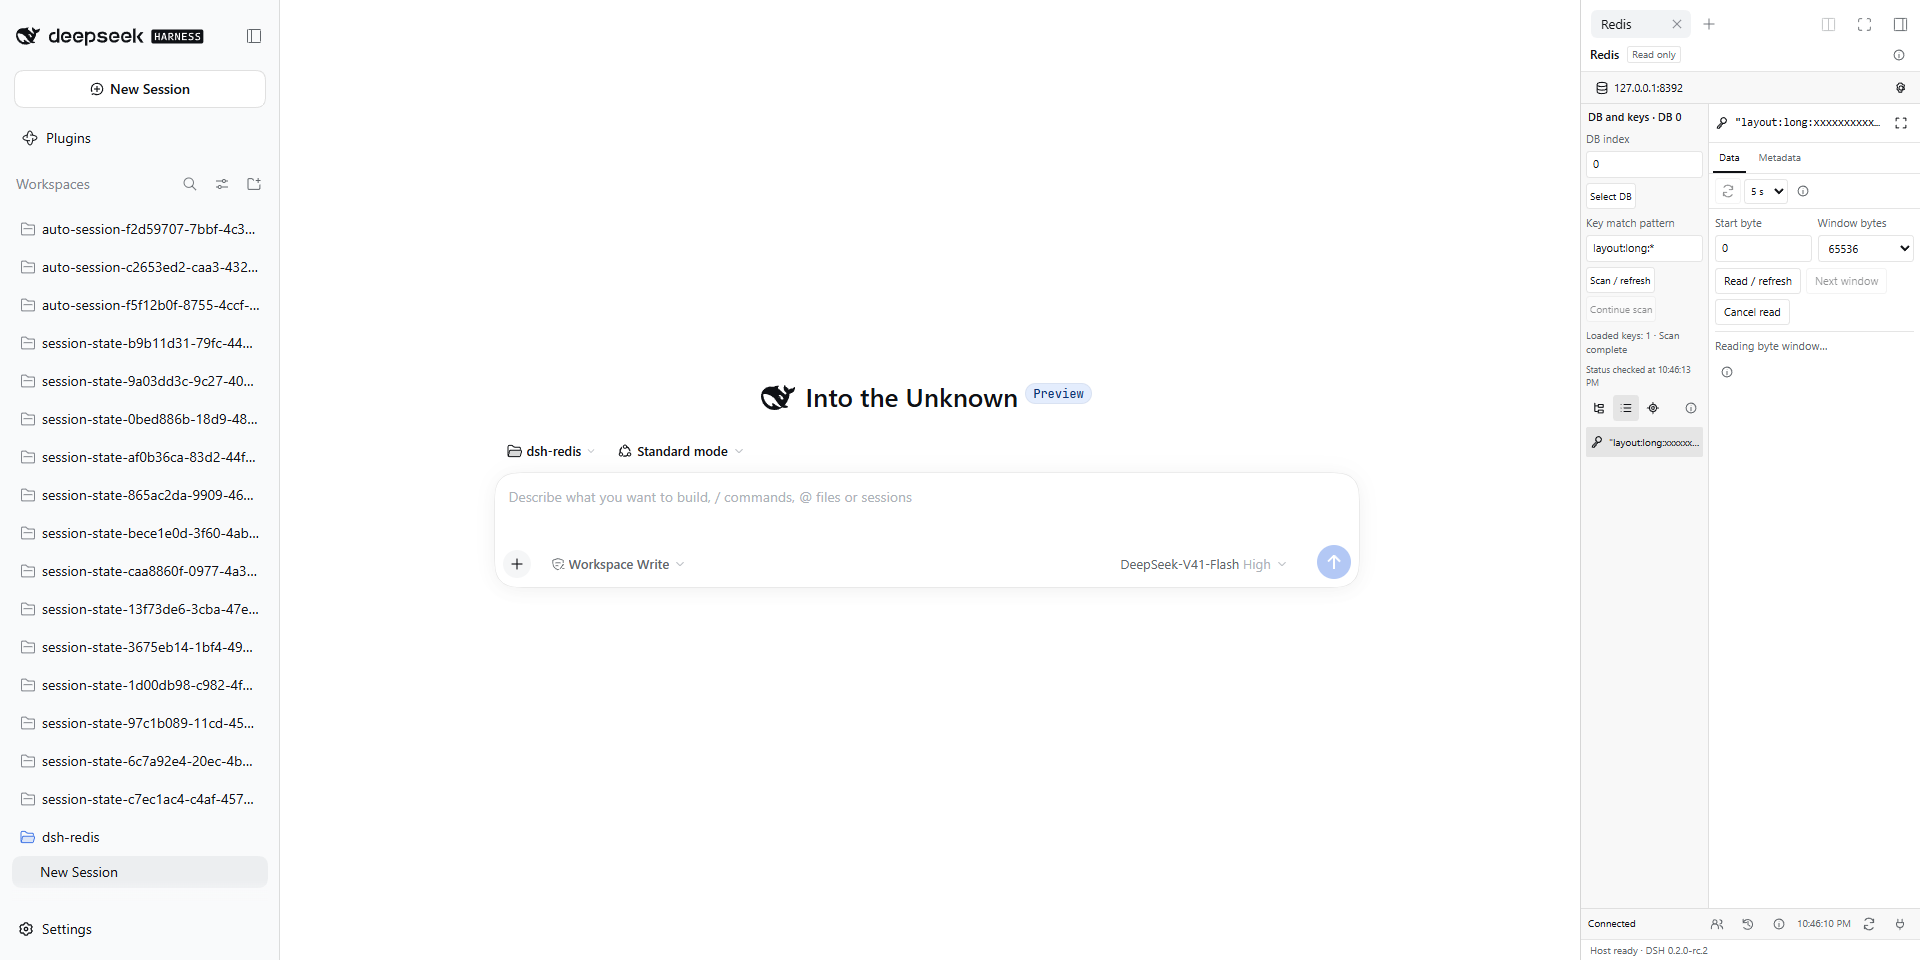 deepseek HARNESS
New Session
Plugins
Workspaces
auto-session-f2d59707-7bbf-4c3...
auto-session-c2653ed2-caa3-432...
auto-session-f5f12b0f-8755-4ccf-...
session-state-b9b11d31-79fc-44...
session-state-9a03dd3c-9c27-40...
session-state-0bed886b-18d9-48...
session-state-af0b36ca-83d2-44f...
session-state-865ac2da-9909-46...
session-state-bece1e0d-3f60-4ab...
session-state-caa8860f-0977-4a3...
session-state-13f73de6-3cba-47e...
session-state-3675eb14-1bf4-49...
session-state-1d00db98-c982-4f...
session-state-97c1b089-11cd-45...
session-state-6c7a92e4-20ec-4b...
session-state-c7ec1ac4-c4af-457...
dsh-redis
New Session
Settings
Into the Unknown Preview
dsh-redis Standard mode
Describe what you want to build, / commands, @ files or sessions
Workspace Write DeepSeek-V41-Flash High
Redis
Redis Read only
127.0.0.1:8392
DB and keys · DB 0
DB index
0
Select DB
Key match pattern
layout:long:*
Scan / refresh
Continue scan
Loaded keys: 1 · Scan
complete
Status checked at 10:46:13
PM
"layout:long:xxxxxx...
"layout:long:xxxxxxxxxx...
Data Metadata
5 s
Start byte Window bytes
0 65536
Read / refresh Next window
Cancel read
Reading byte window...
Connected 10:46:10 PM
Host ready · DSH 0.2.0-rc.2